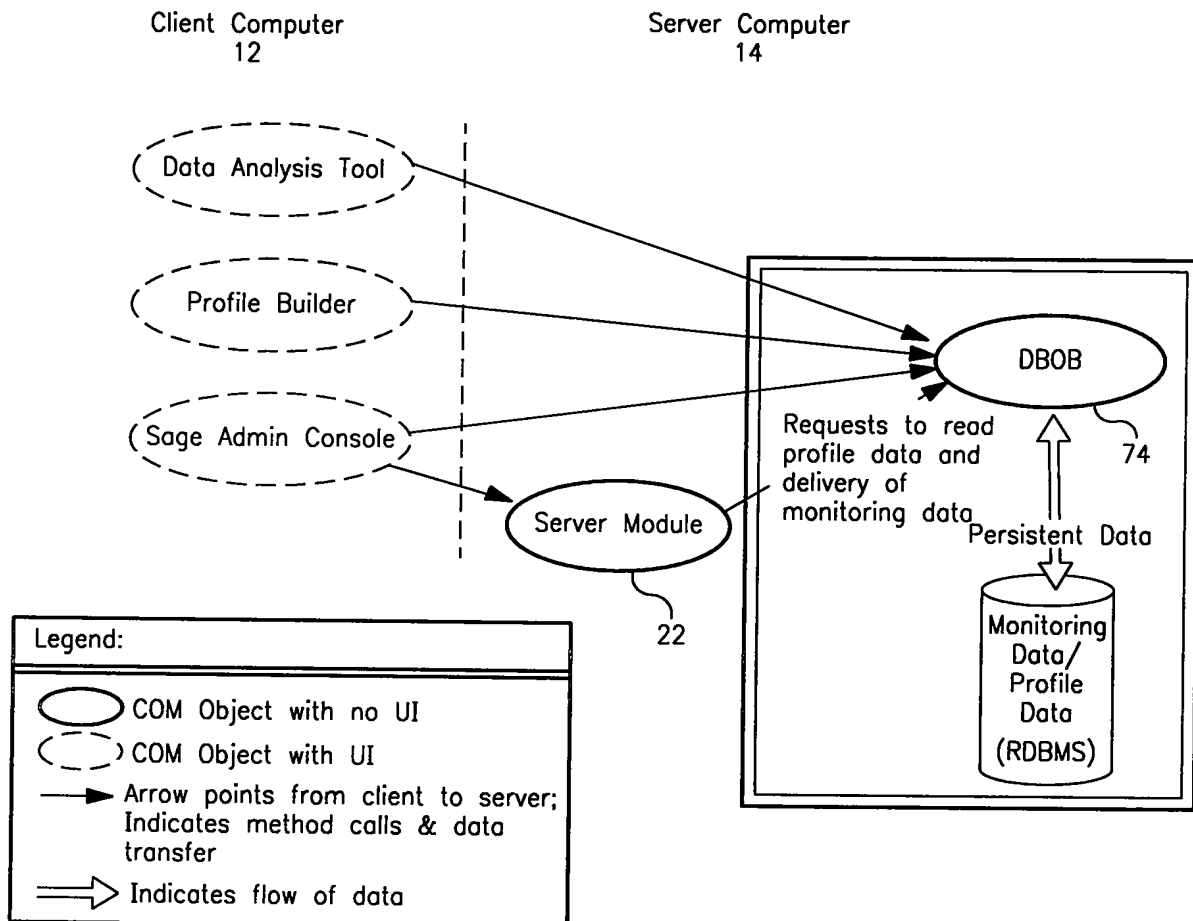 Client Computer
12
Server Computer
14
Data Analysis Tool
Profile Builder
Sage Admin Console
Server Module
22
DBOB
74
Requests to read
profile data and
delivery of
monitoring data
Persistent Data
Monitoring
Data/
Profile
Data
(RDBMS)
Legend:
COM Object with no UI
COM Object with UI
Arrow points from client to server;
Indicates method calls & data
transfer
Indicates flow of data